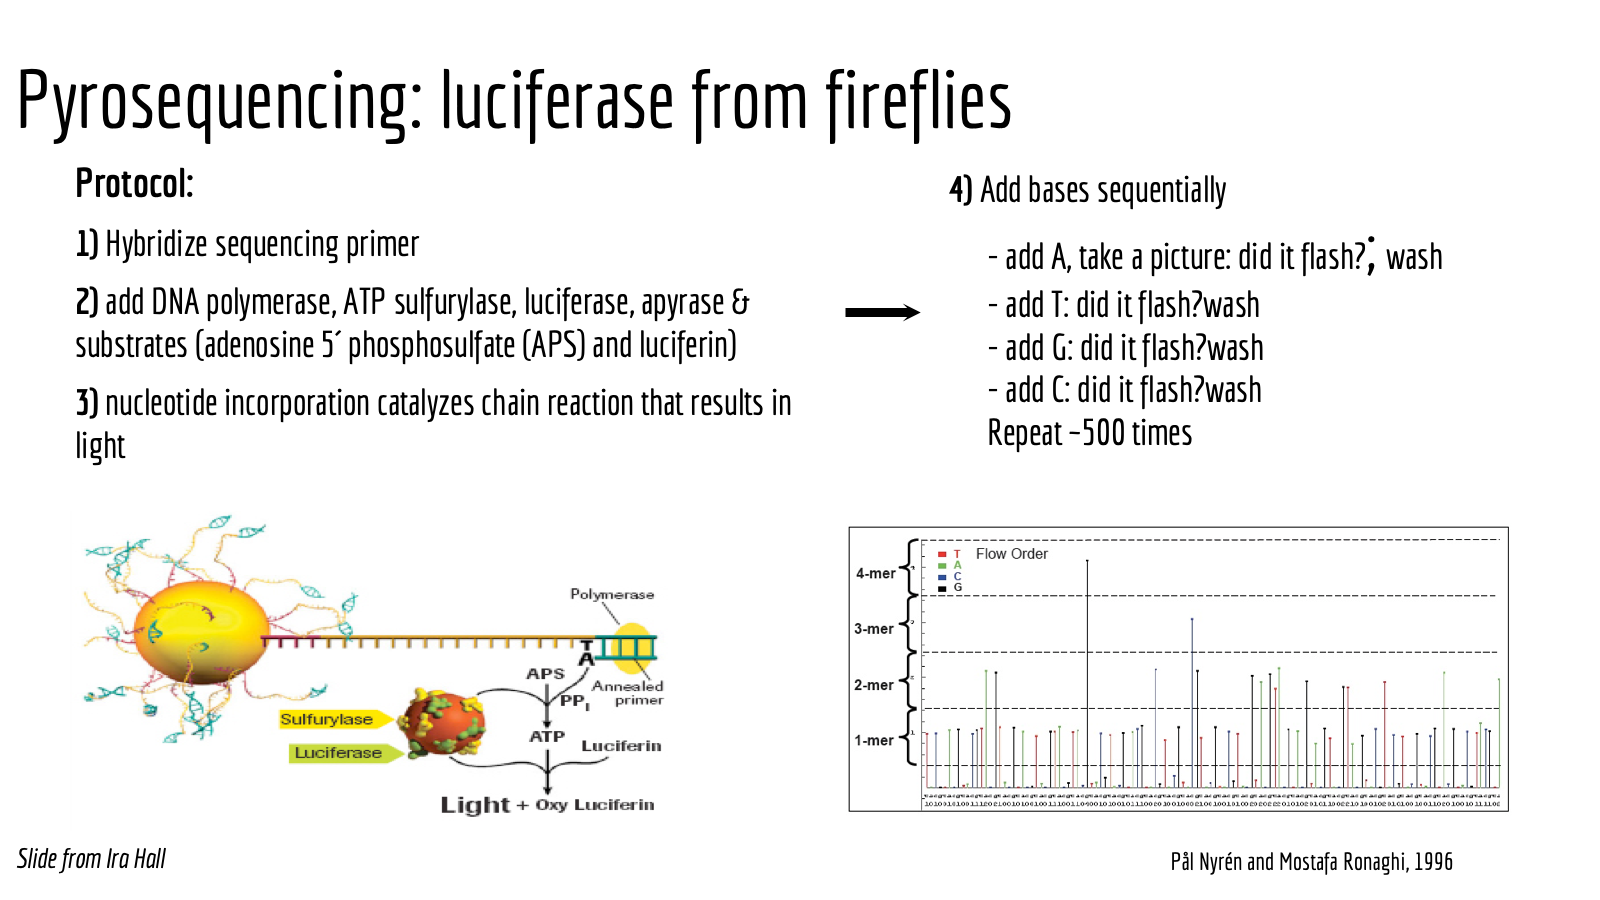 Pyrosequencing: luciferase from fireflies
Protocol:
1) Hybridize sequencing primer
2) add DNA polymerase, ATP sulfurylase, luciferase, apyrase &
substrates (adenosine 5´ phosphosulfate (APS) and luciferin)
3) nucleotide incorporation catalyzes chain reaction that results in
light
4) Add bases sequentially
- add A, take a picture: did it flash?; wash
- add T: did it flash?wash
- add G: did it flash?wash
- add C: did it flash?wash
Repeat ~500 times
Polymerase
T
A
APS
PPi
Annealed
primer
Sulfurylase
Luciferase
ATP
Luciferin
Light + Oxy Luciferin
Flow Order
T
A
C
G
4-mer
3-mer
2-mer
1-mer
Slide from Ira Hall
Pål Nyrén and Mostafa Ronaghi, 1996